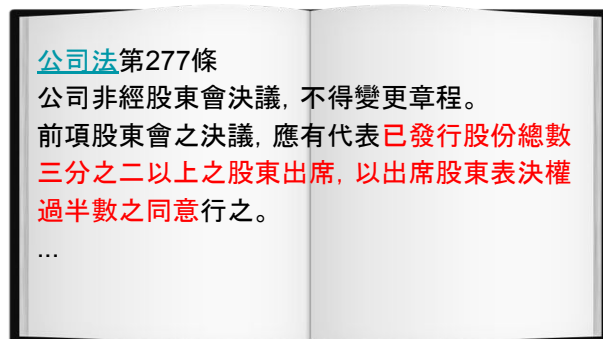 公司法第277條
公司非經股東會決議, 不得變更章程。
前項股東會之決議, 應有代表已發行股份總數
三分之二以上之股東出席, 以出席股東表決權
過半數之同意行之。
...